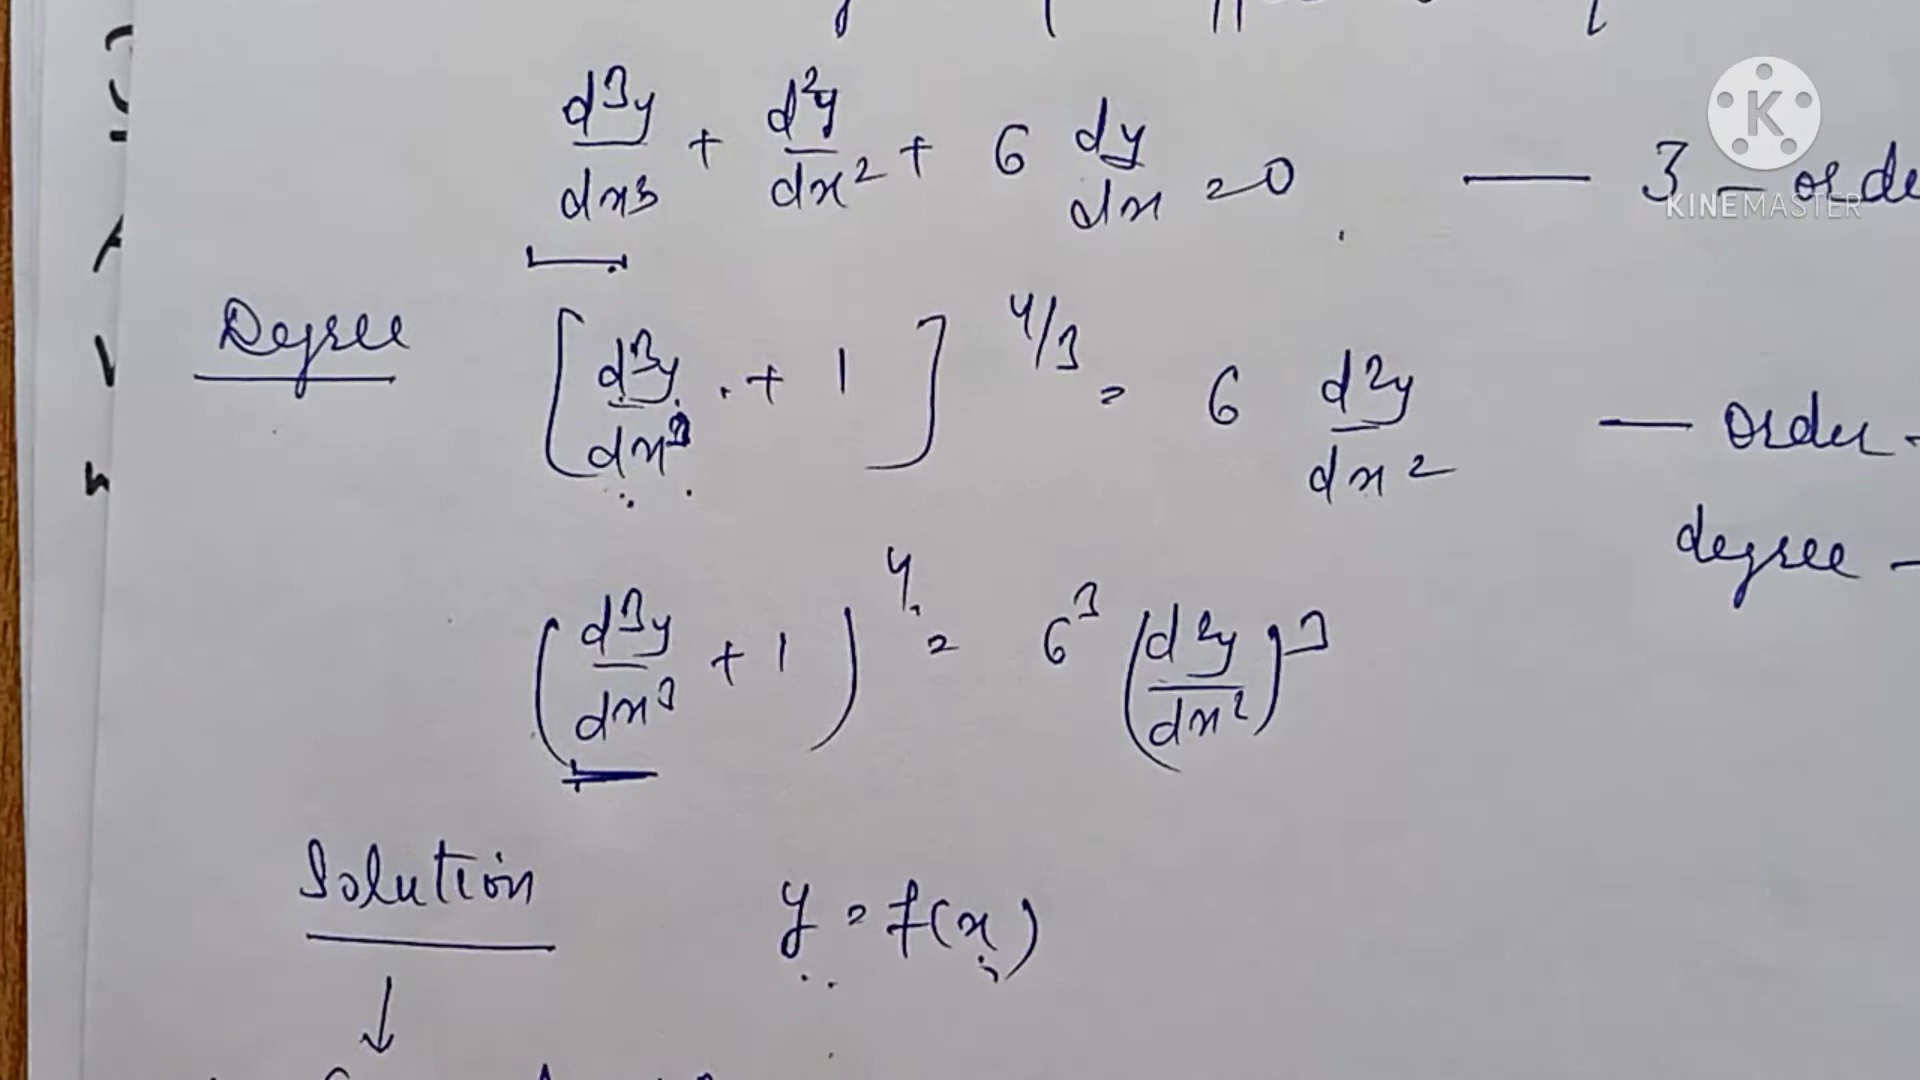 d³y/dx³ + d²y/dx² + 6 dy/dx = 0 — 3 - orde
K
KINEMASTER
Degree [d³y/dx³ + 1]^4/3 = 6 d²y/dx² — order -
degree -
(d³y/dx³ + 1)^4 = 6³ (d²y/dx²)³
Solution y = f(x)
↓